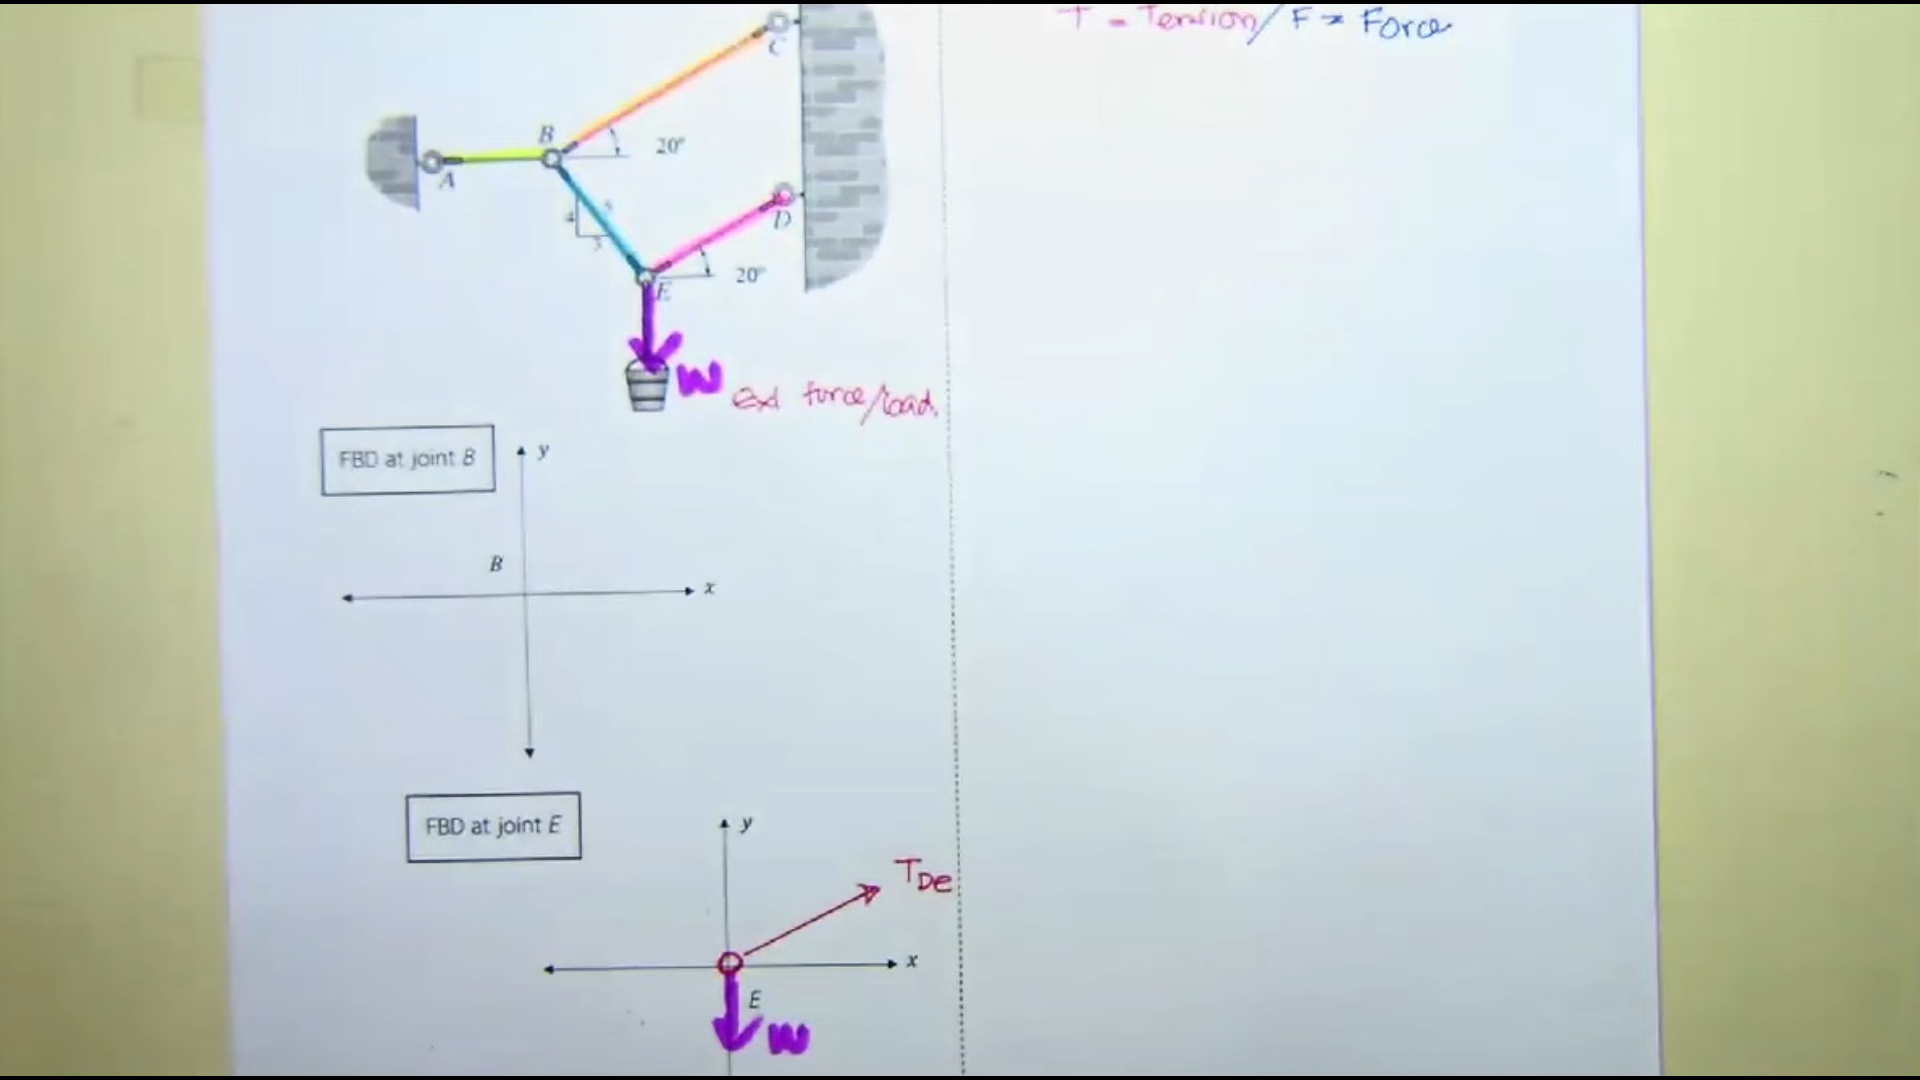 T = Tension / F = Force
C
B
20°
A
D
4
5
3
20°
E
W
ext force/load.
FBD at joint B
y
B
x
FBD at joint E
y
TDE
x
E
W